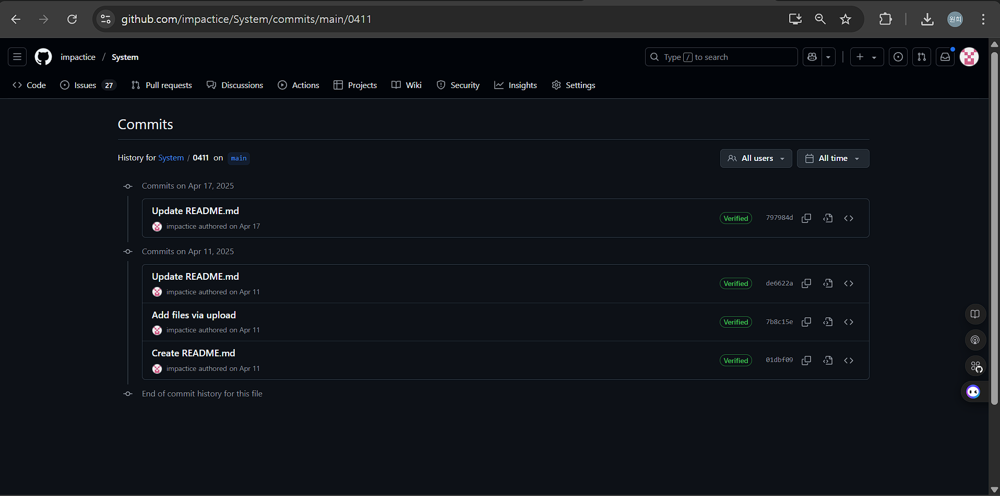 github.com/impactice/System/commits/main/0411
원희
impactice / System
Type / to search
Code Issues 27 Pull requests Discussions Actions Projects Wiki Security Insights Settings
Commits
History for System / 0411 on main
All users All time
Commits on Apr 17, 2025
Update README.md
impactice authored on Apr 17
Verified 797984d
Commits on Apr 11, 2025
Update README.md
impactice authored on Apr 11
Verified de6622a
Add files via upload
impactice authored on Apr 11
Verified 7b8c15e
Create README.md
impactice authored on Apr 11
Verified 01dbf09
End of commit history for this file